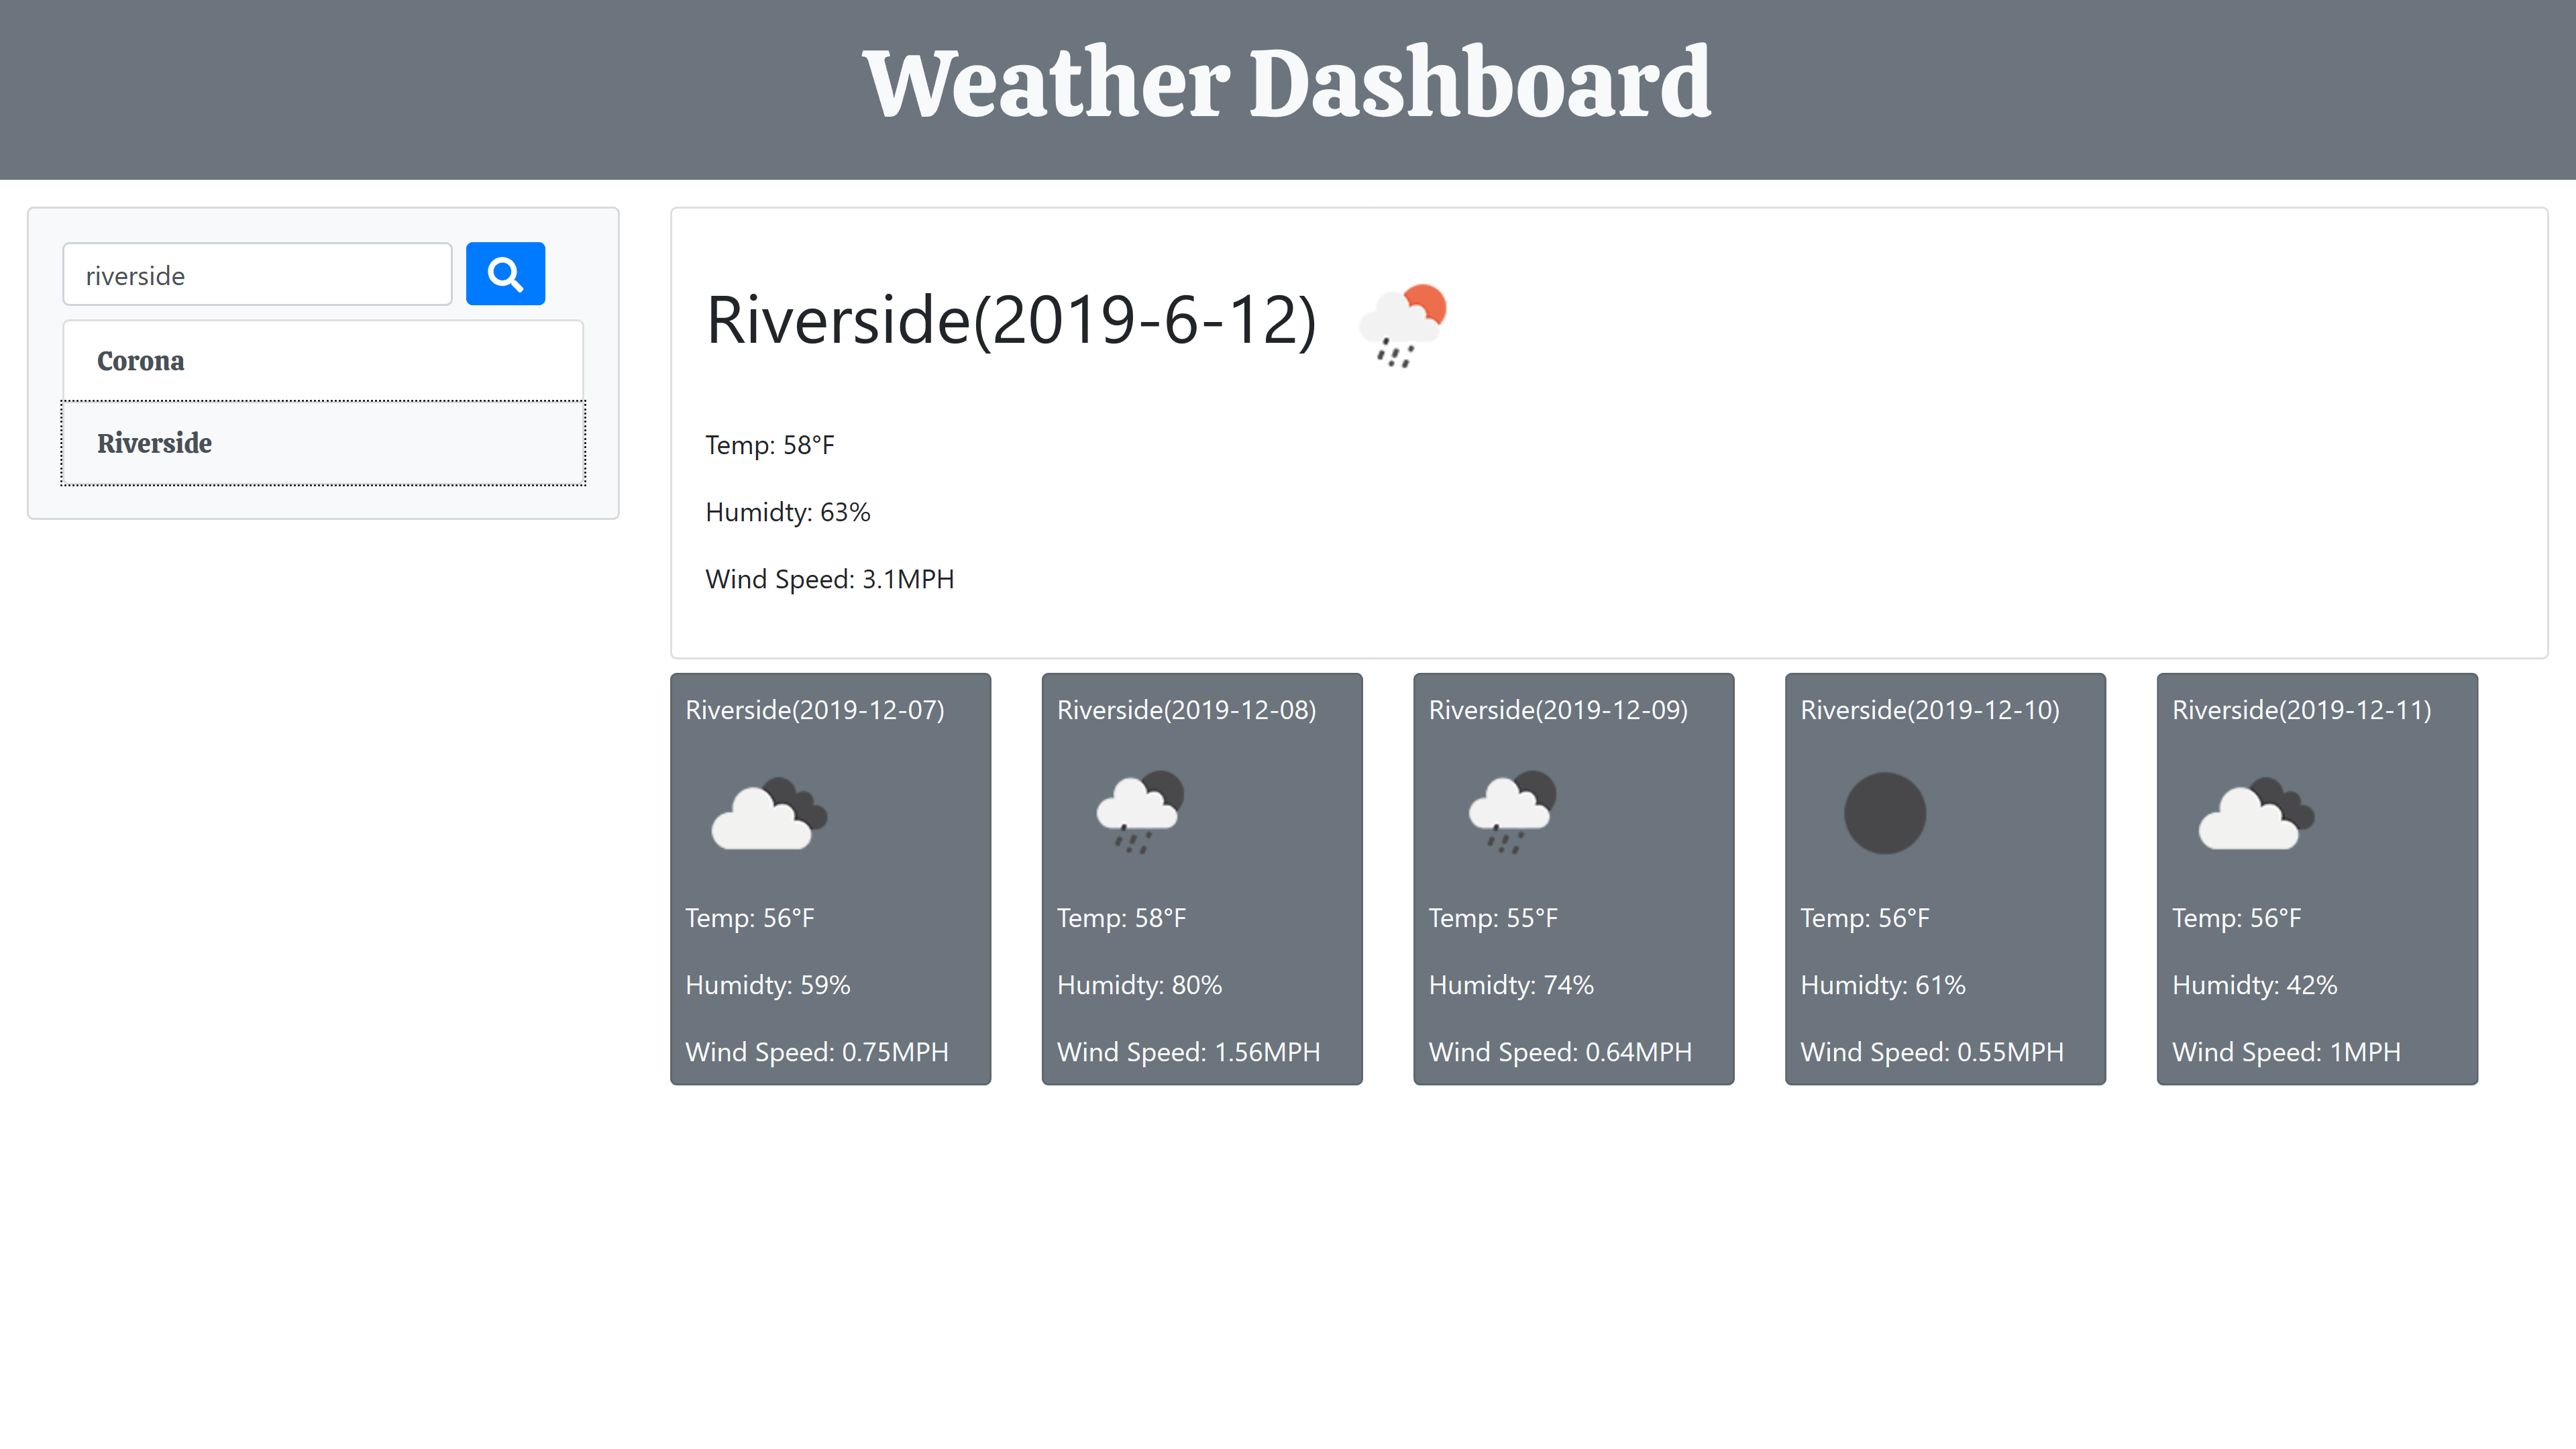 Weather Dashboard
riverside
Corona
Riverside
Riverside(2019-6-12)
Temp: 58°F
Humidty: 63%
Wind Speed: 3.1MPH
Riverside(2019-12-07)
Temp: 56°F
Humidty: 59%
Wind Speed: 0.75MPH
Riverside(2019-12-08)
Temp: 58°F
Humidty: 80%
Wind Speed: 1.56MPH
Riverside(2019-12-09)
Temp: 55°F
Humidty: 74%
Wind Speed: 0.64MPH
Riverside(2019-12-10)
Temp: 56°F
Humidty: 61%
Wind Speed: 0.55MPH
Riverside(2019-12-11)
Temp: 56°F
Humidty: 42%
Wind Speed: 1MPH